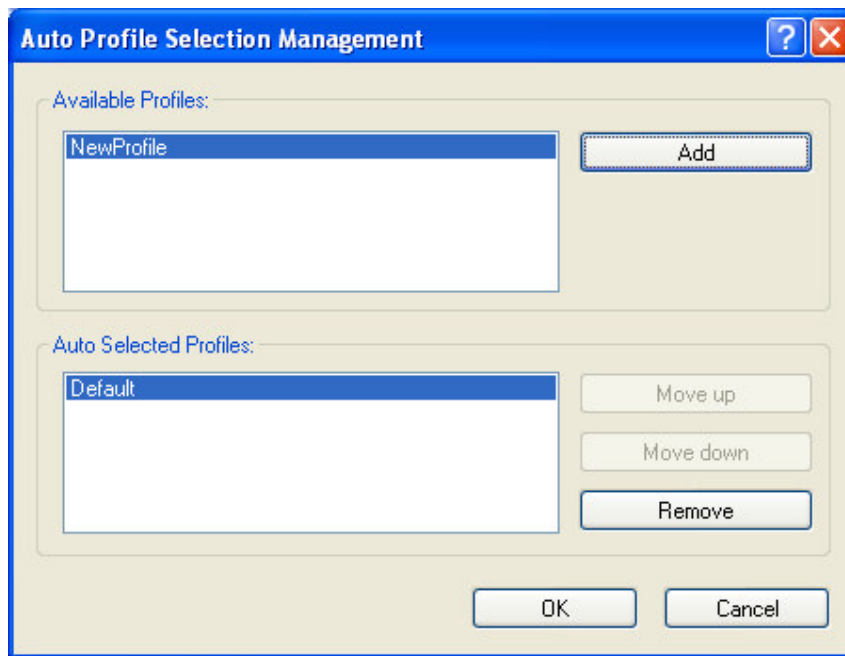 Auto Profile Selection Management
?
Available Profiles:
NewProfile
Add
Auto Selected Profiles:
Default
Move up
Move down
Remove
OK
Cancel